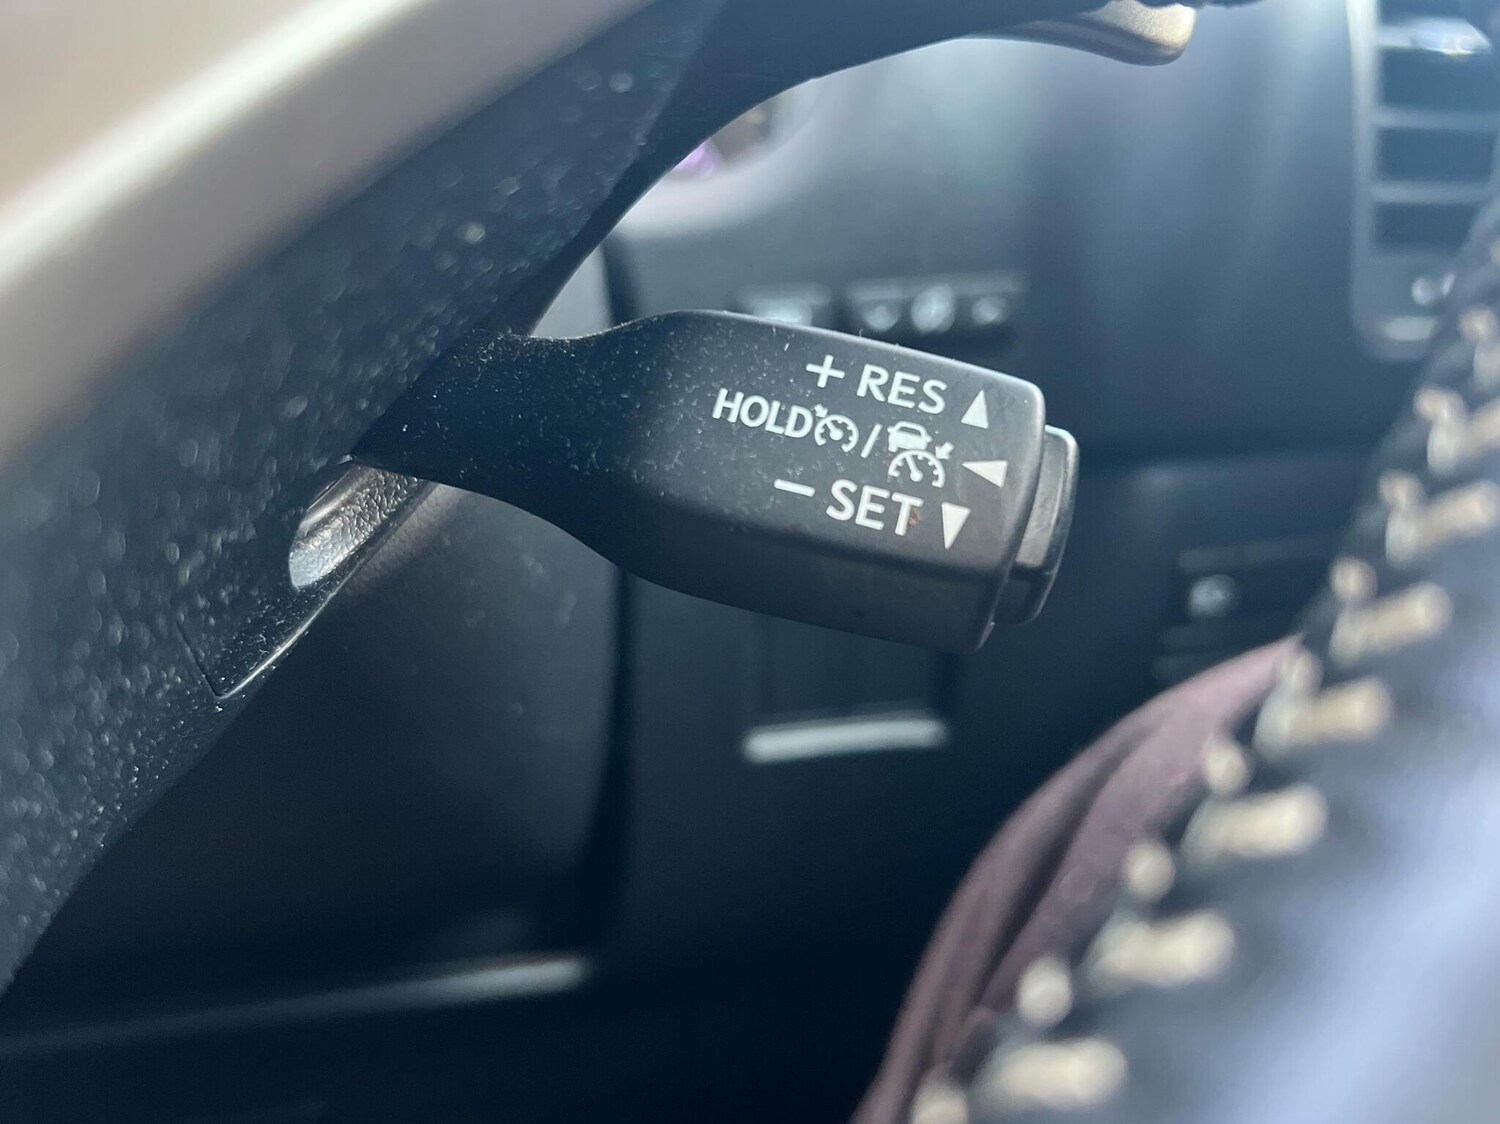 + RES
HOLD /
− SET